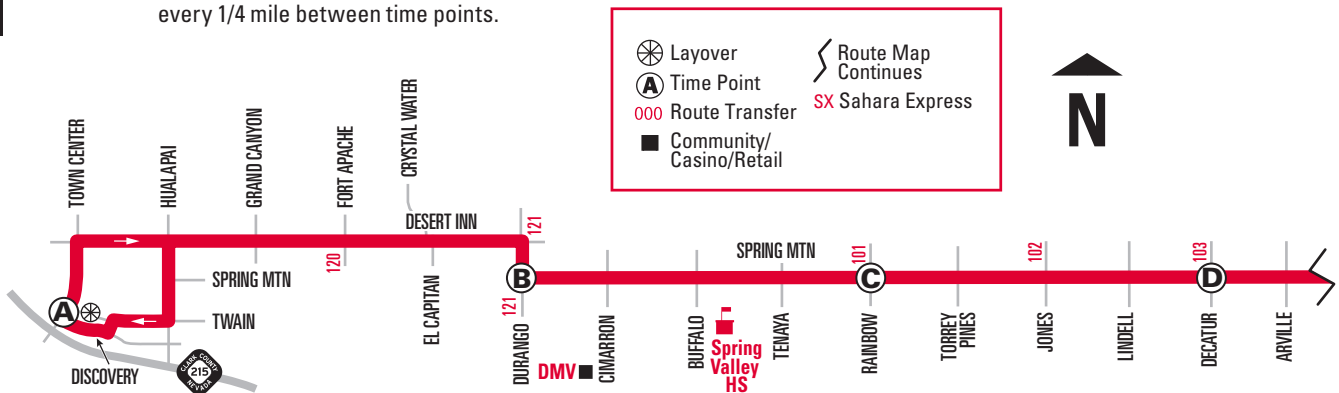 every 1/4 mile between time points.
Layover
A Time Point
000 Route Transfer
Community/
Casino/Retail
Route Map
Continues
SX Sahara Express
N
TOWN CENTER
HUALAPAI
GRAND CANYON
FORT APACHE
CRYSTAL WATER
DESERT INN
121
120
EL CAPITAN
SPRING MTN
TWAIN
A
DISCOVERY
CLARK COUNTY
215
NEVADA
B
121
DURANGO
DMV
CIMARRON
BUFFALO
Spring
Valley
HS
SPRING MTN
TENAYA
101
C
RAINBOW
TORREY
PINES
102
JONES
LINDELL
103
D
DECATUR
ARVILLE